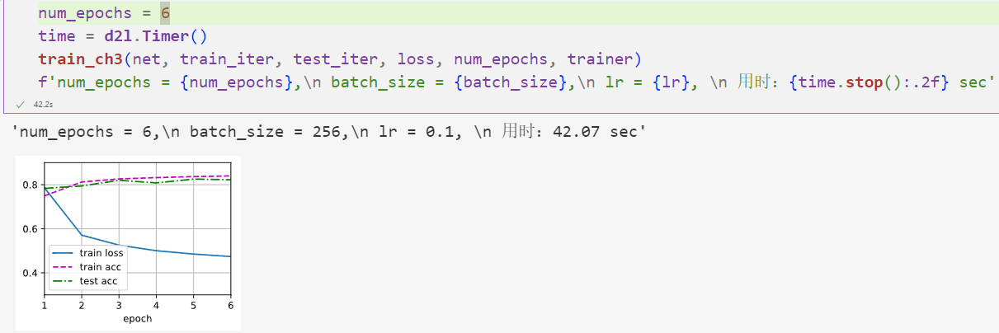 num_epochs = 6
time = d2l.Timer()
train_ch3(net, train_iter, test_iter, loss, num_epochs, trainer)
f'num_epochs = {num_epochs},\n batch_size = {batch_size},\n lr = {lr}, \n 用时：{time.stop():.2f} sec'
42.2s
'num_epochs = 6,\n batch_size = 256,\n lr = 0.1, \n 用时：42.07 sec'
0.8
0.6
0.4
train loss
train acc
test acc
1 2 3 4 5 6
epoch